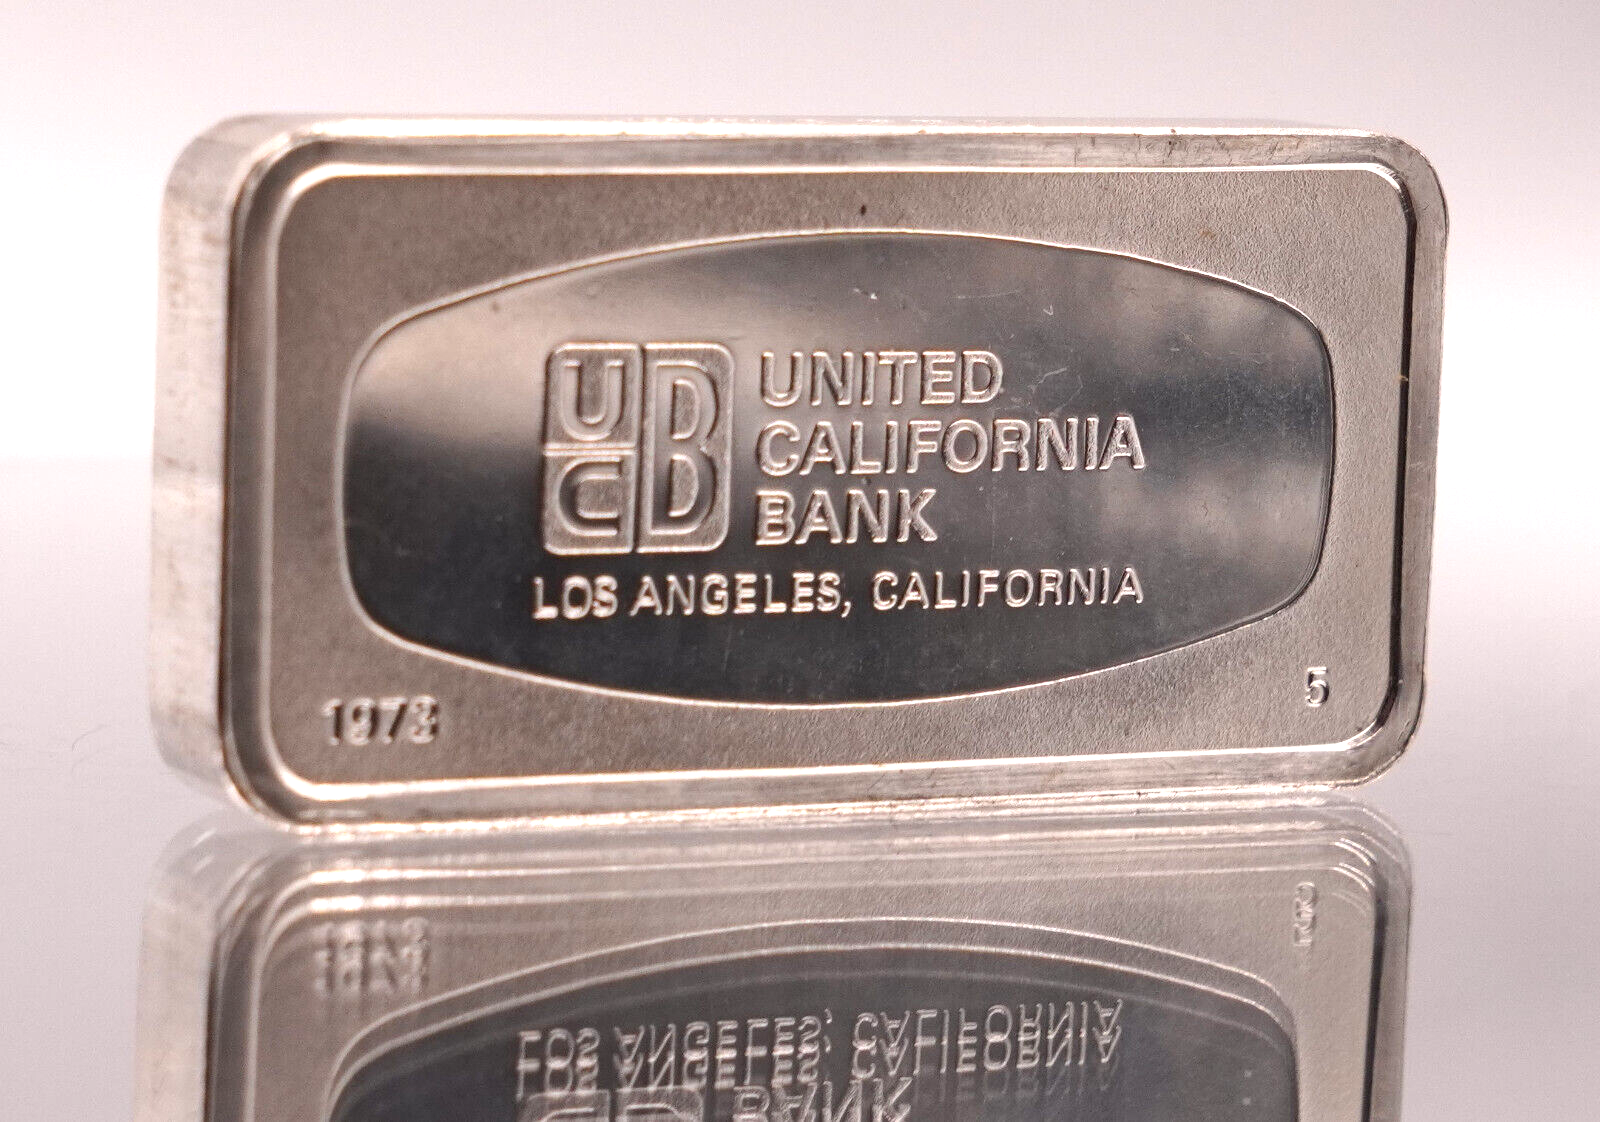 UCB
UNITED
CALIFORNIA
BANK
LOS ANGELES, CALIFORNIA
1973
5